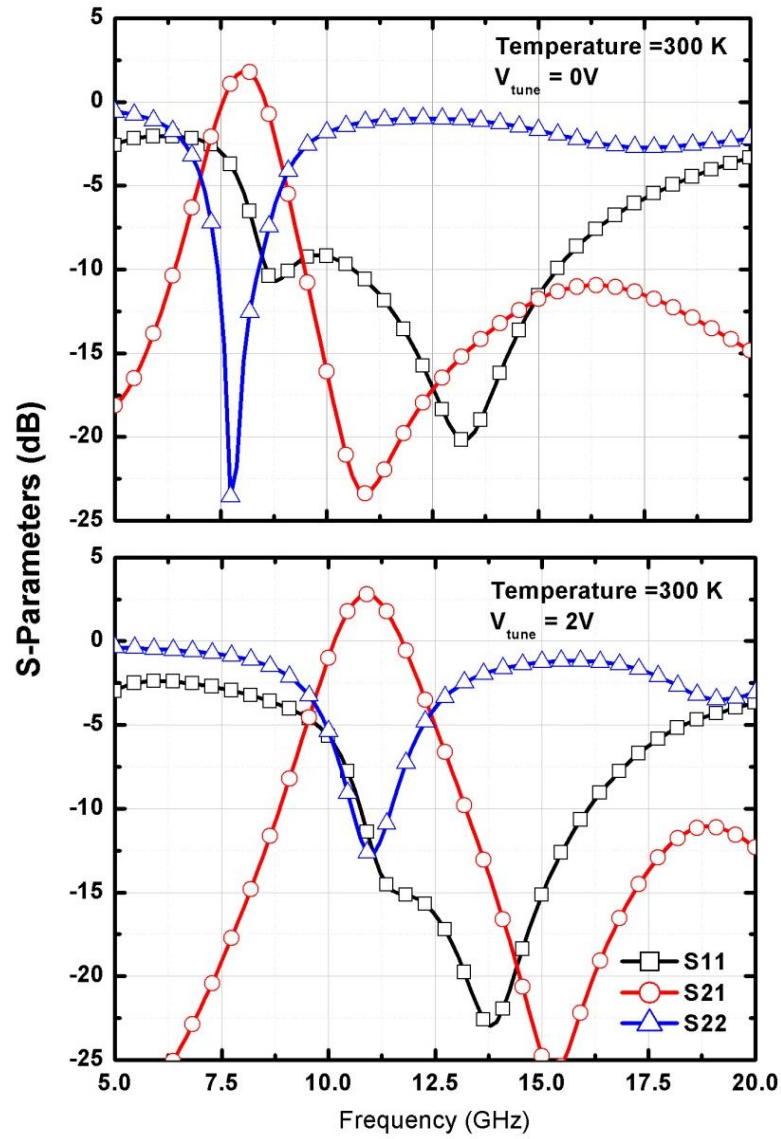 5
Temperature =300 K
V_tune = 0V
0
-5
-10
-15
-20
-25
S-Parameters (dB)
5
Temperature =300 K
V_tune = 2V
0
-5
-10
-15
-20
-25
S11
S21
S22
5.0 7.5 10.0 12.5 15.0 17.5 20.0
Frequency (GHz)